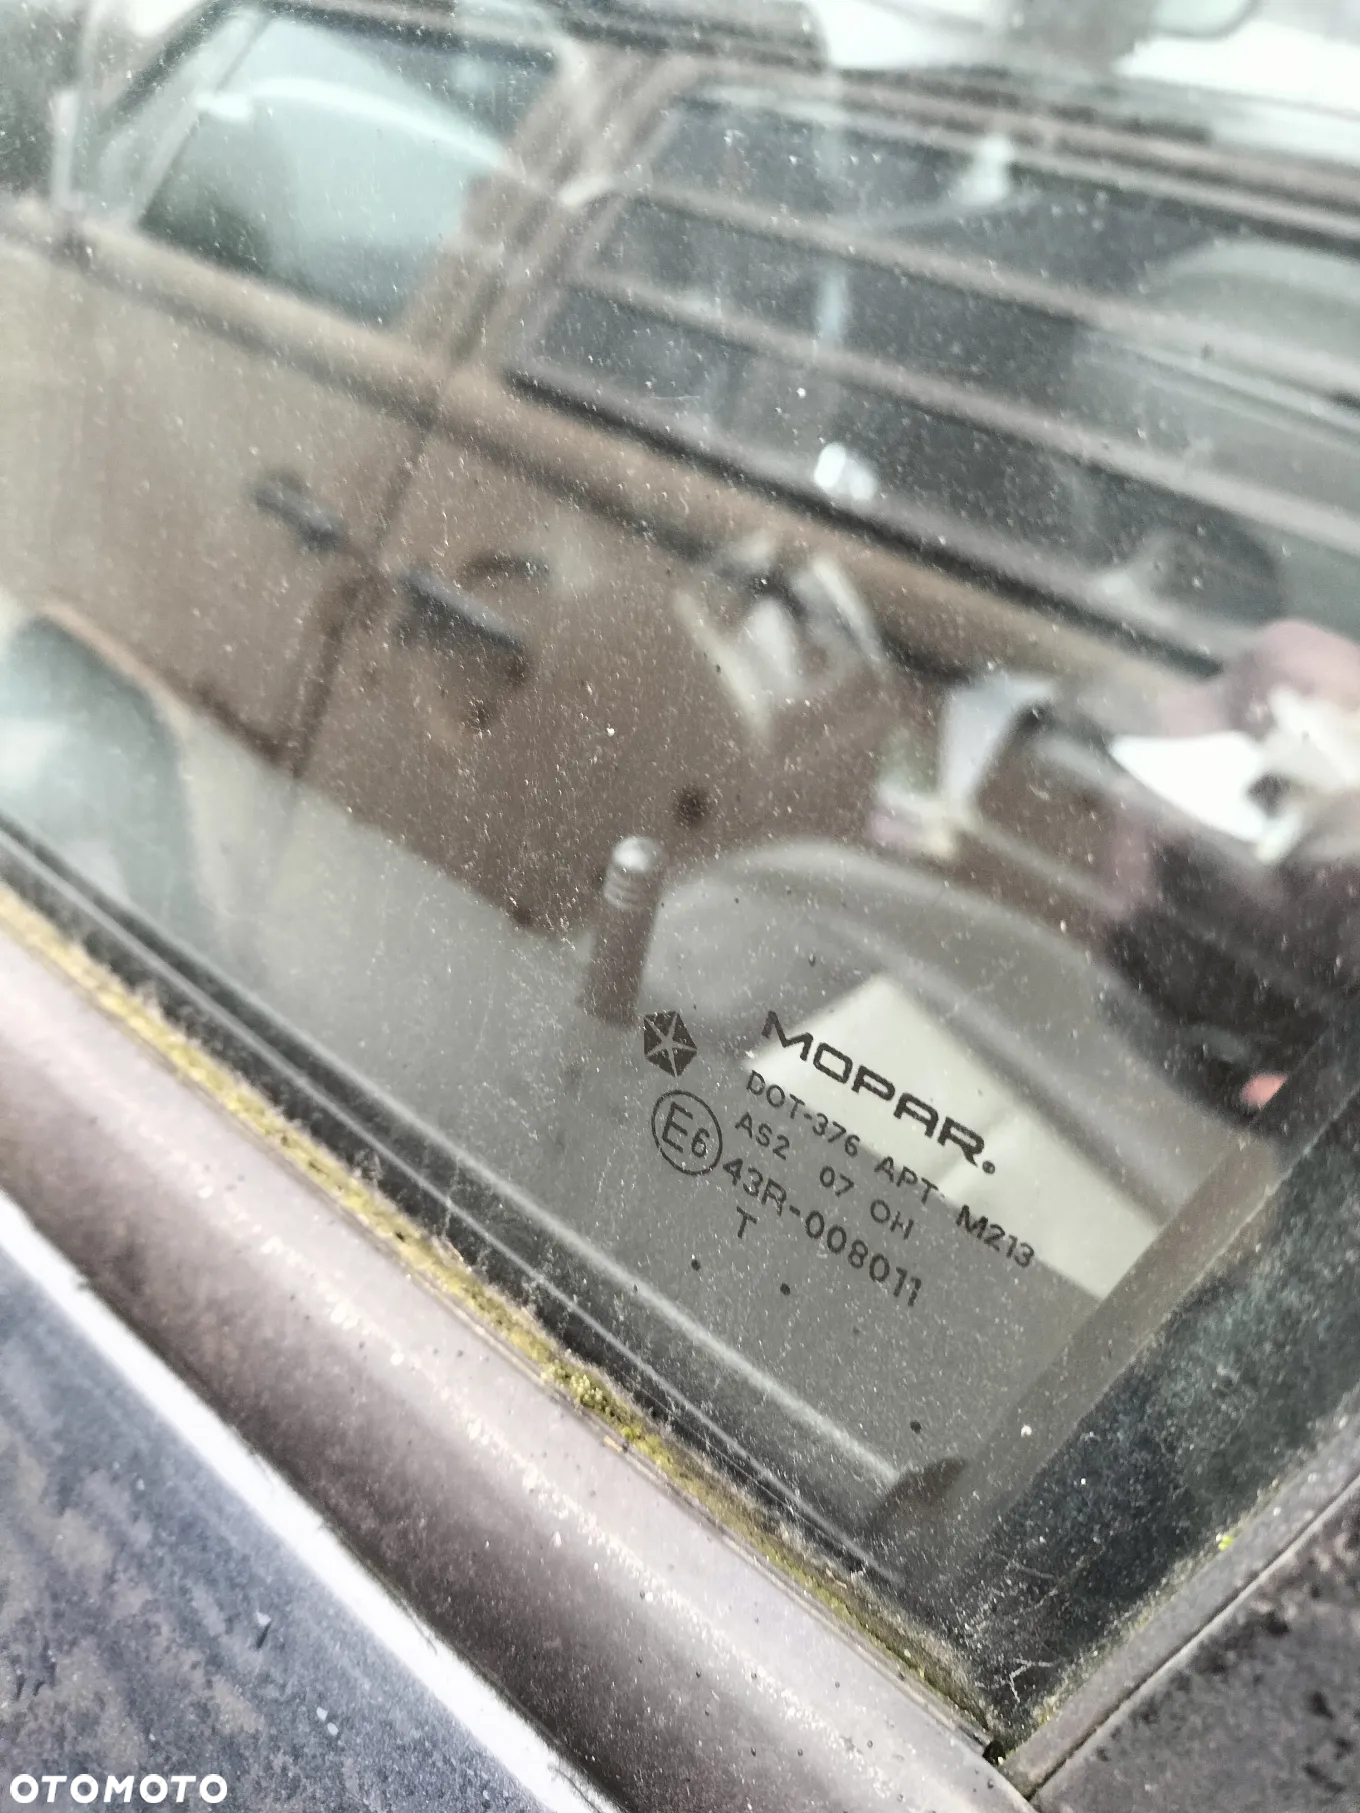 MOPAR.
DOT-376 APT- M213
AS2 07 OH
E6 43R-008011
T
OTOMOTO